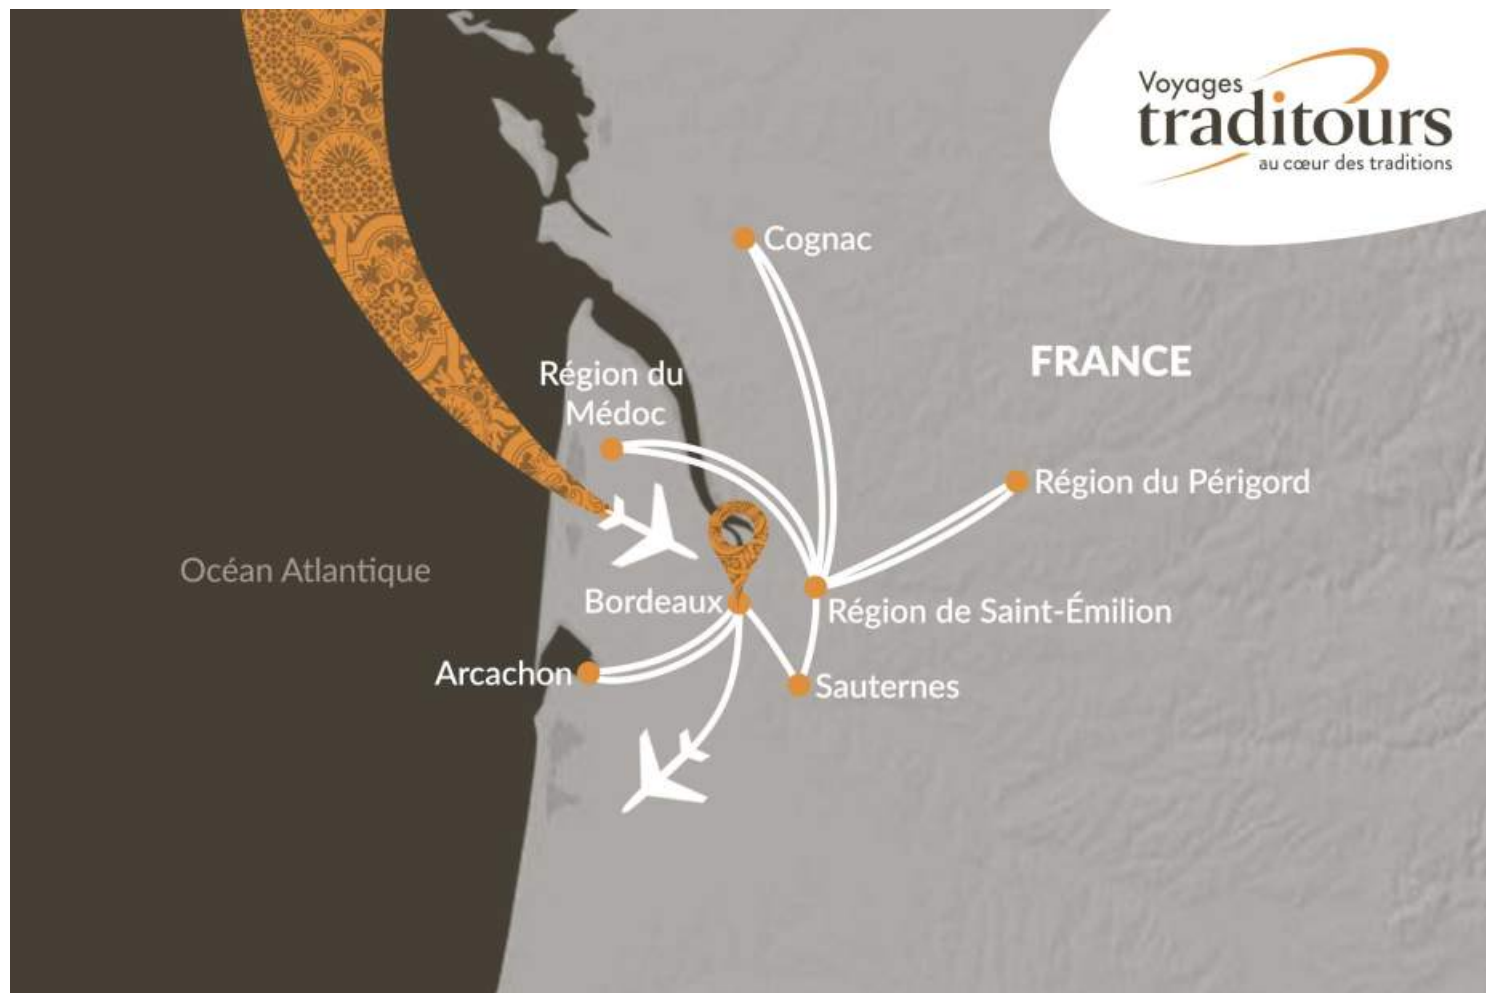 Voyages
traditours
au cœur des traditions
Cognac
FRANCE
Région du
Médoc
Région du Périgord
Océan Atlantique
Bordeaux
Région de Saint-Émilion
Arcachon
Sauternes